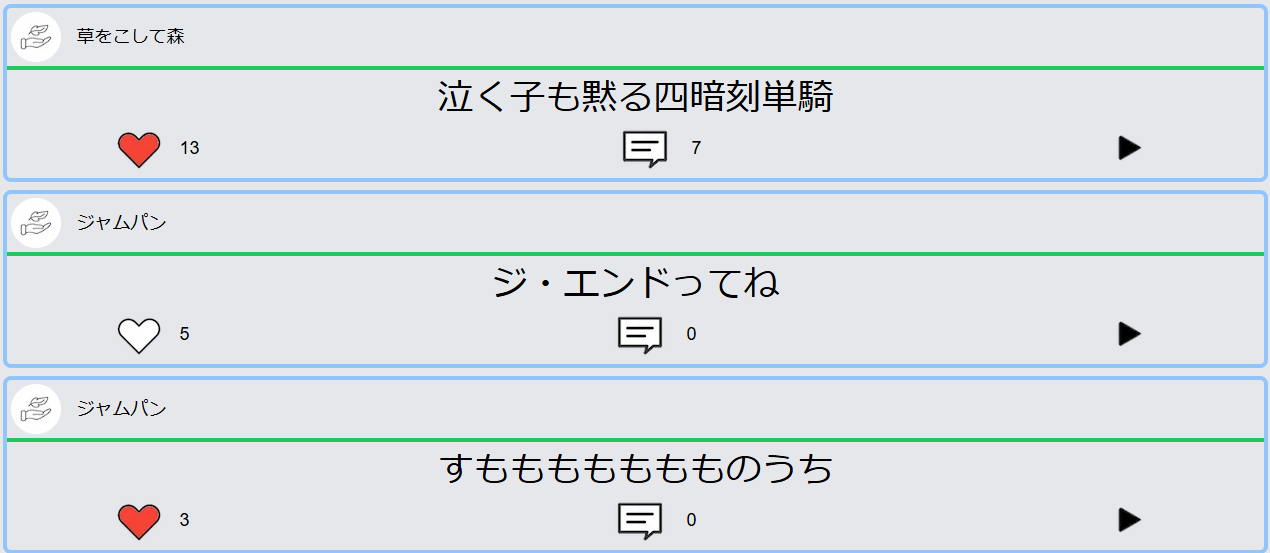 草をこして森
泣く子も黙る四暗刻単騎
13
7
ジャムパン
ジ・エンドってね
5
0
ジャムパン
すもももももももものうち
3
0